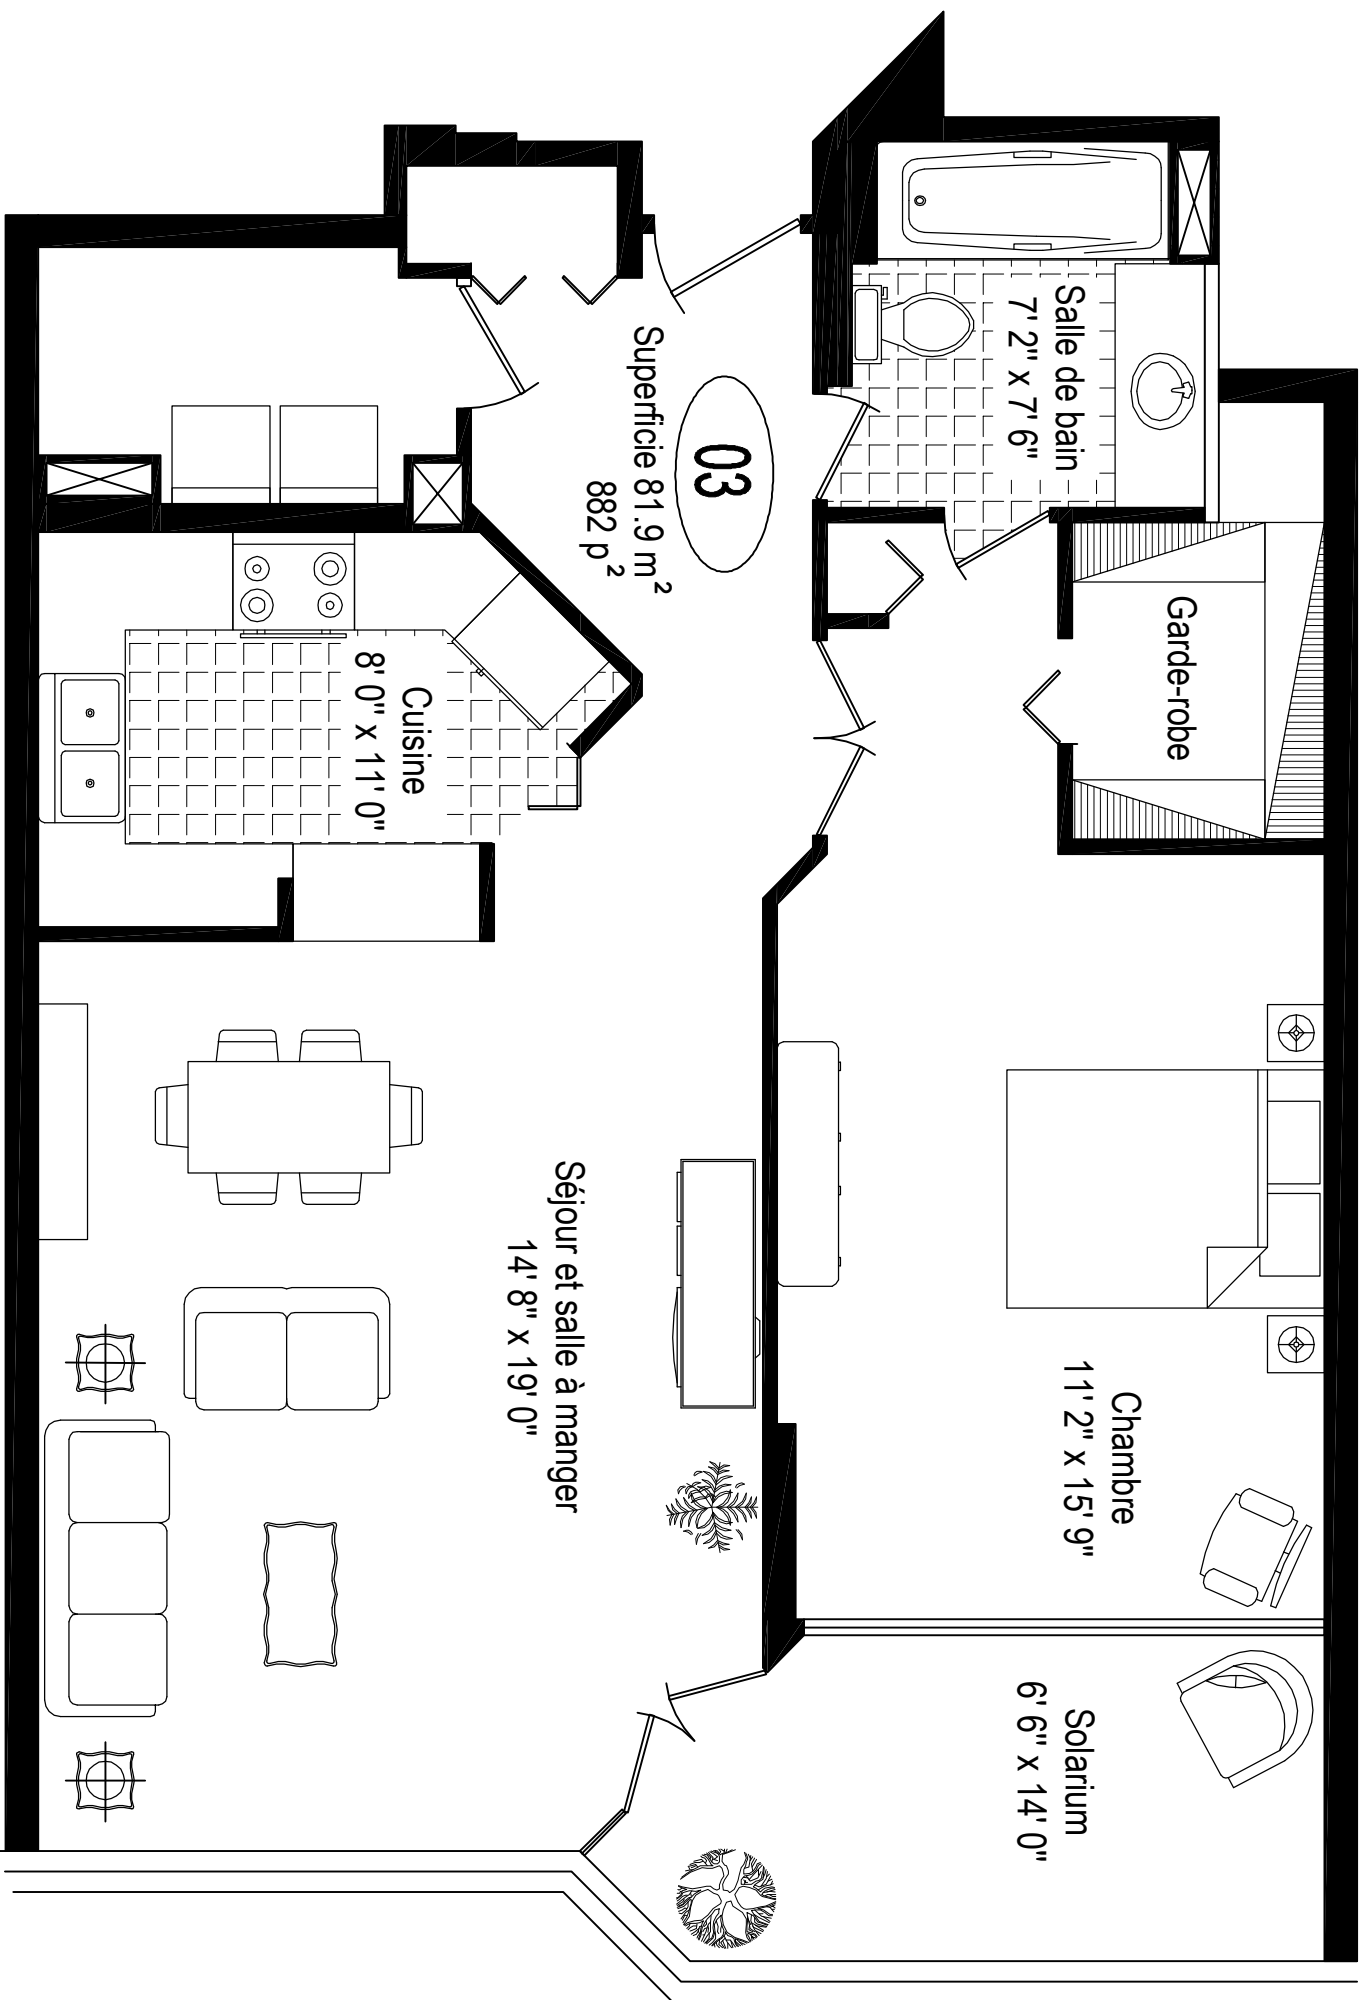 Salle de bain
7' 2" x 7' 6"
Garde-robe
03
Superficie 81.9 m²
882 p²
Cuisine
8' 0" x 11' 0"
Chambre
11' 2" x 15' 9"
Séjour et salle à manger
14' 8" x 19' 0"
Solarium
6' 6" x 14' 0"